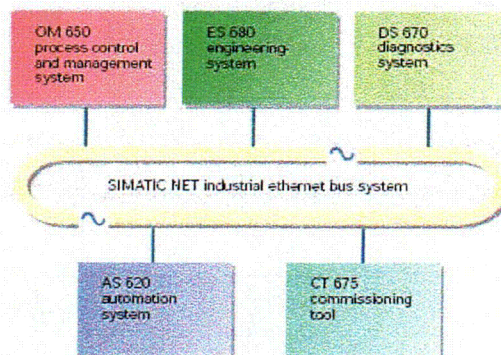 OM 650
process control
and management
system
ES 680
engineering-
system
DS 670
diagnostics
system
SIMATIC NET industrial ethernet bus system
AS 620
automation
system
CT 675
commissioning
tool